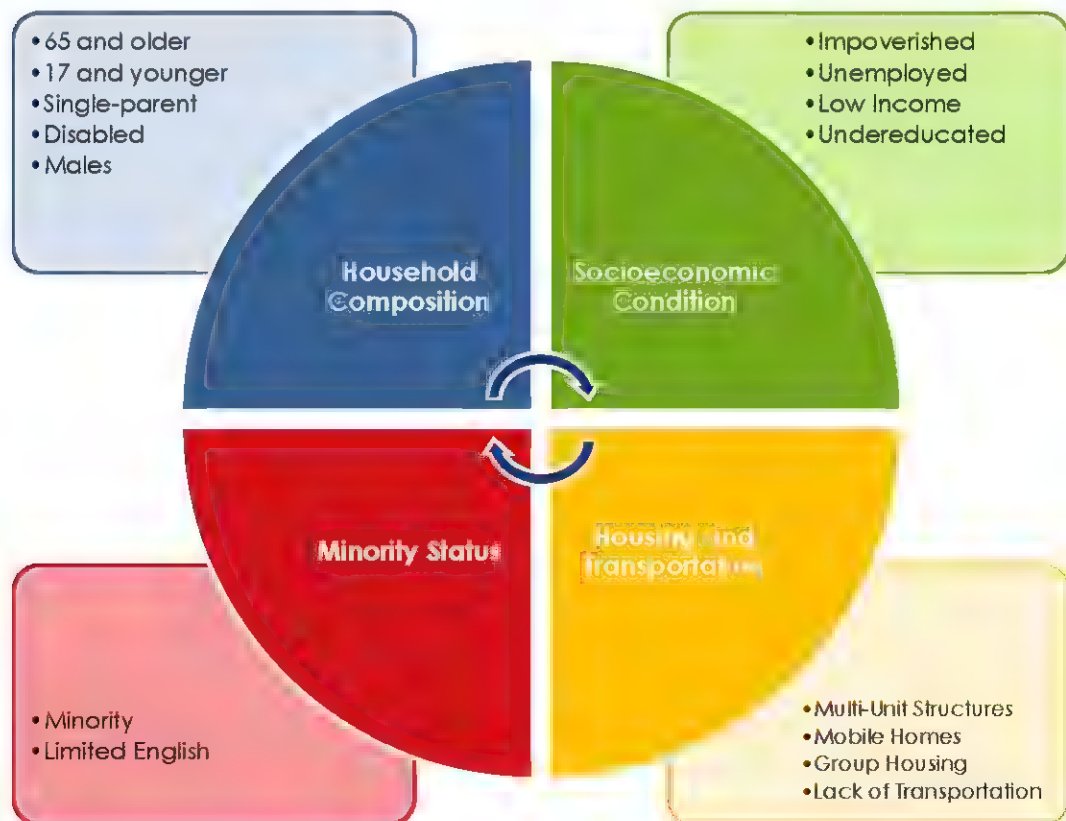 • 65 and older
• 17 and younger
• Single-parent
• Disabled
• Males
• Impoverished
• Unemployed
• Low Income
• Undereducated
Household
Composition
Socioeconomic
Condition
Minority Status
Housing and
Transportation
• Minority
• Limited English
• Multi-Unit Structures
• Mobile Homes
• Group Housing
• Lack of Transportation